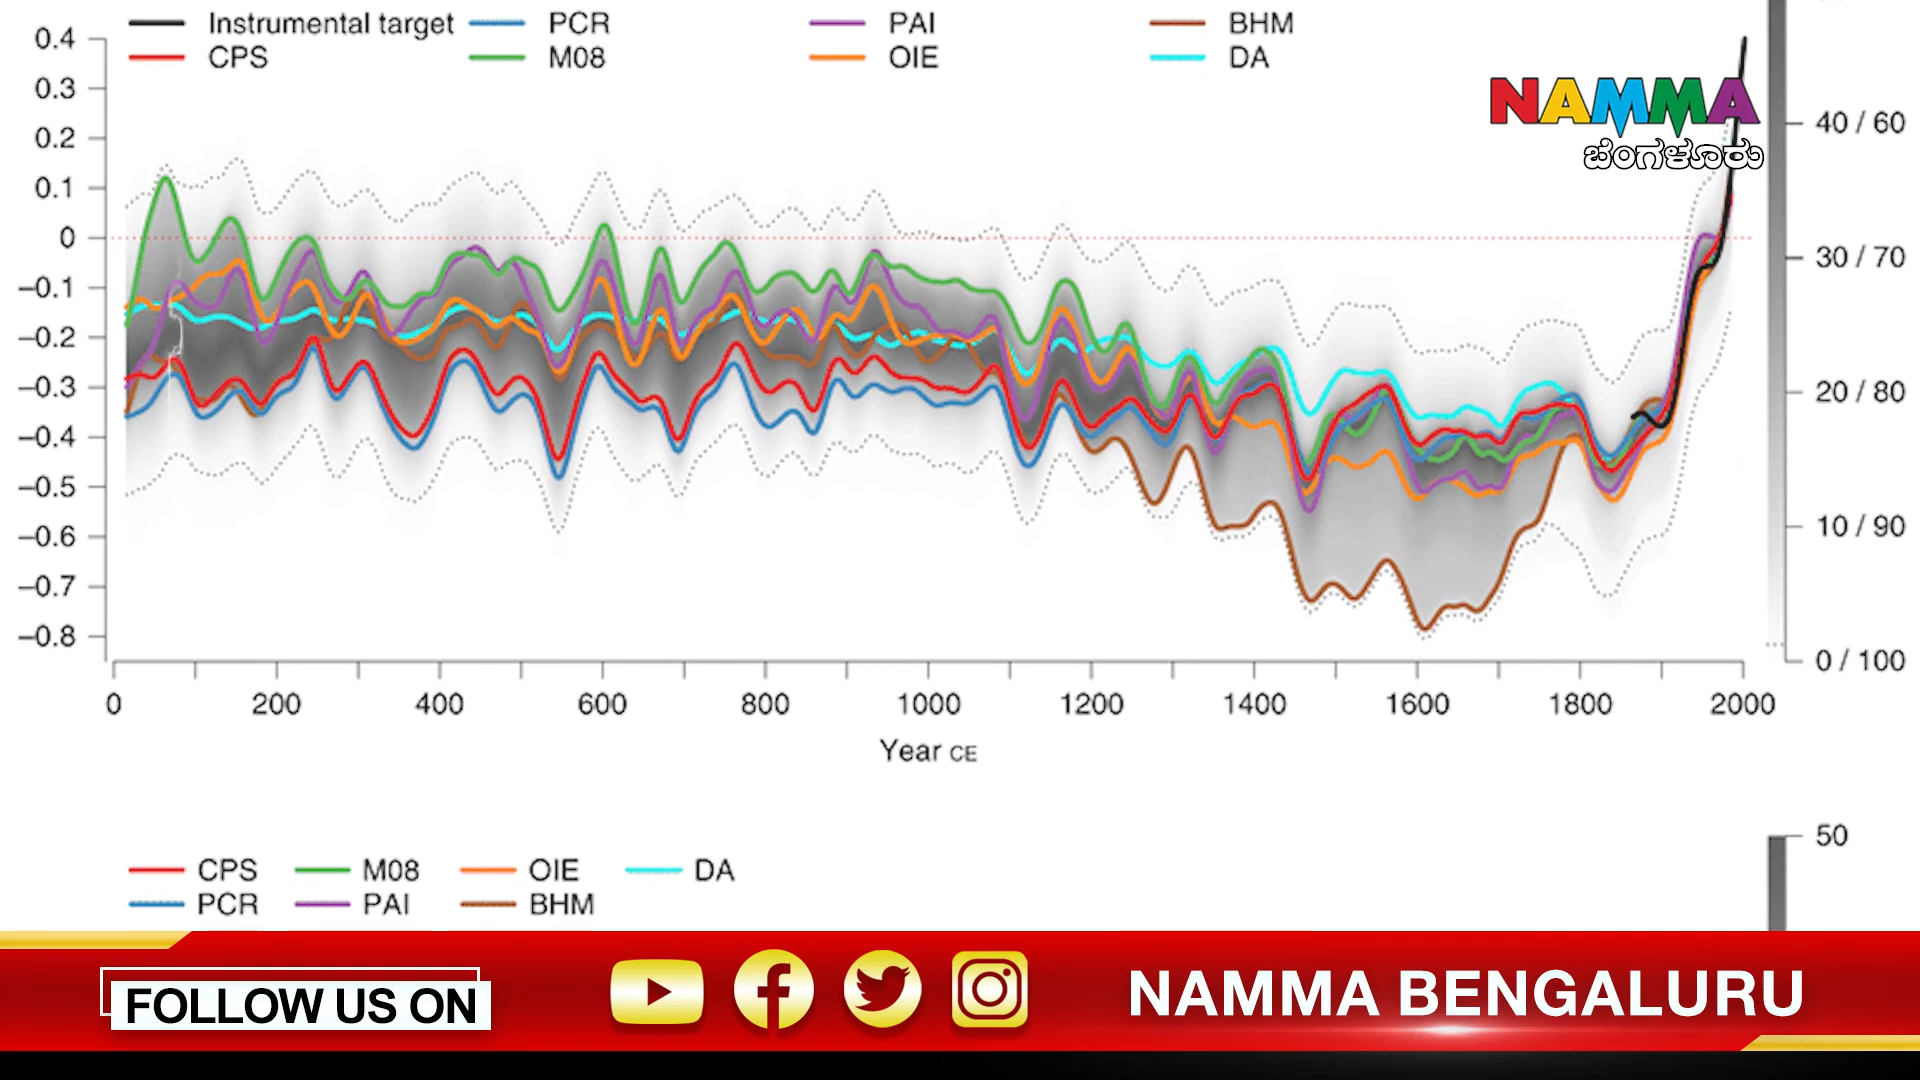 Instrumental target PCR PAI BHM
CPS M08 OIE DA
0.4
0.3
0.2
0.1
0
−0.1
−0.2
−0.3
−0.4
−0.5
−0.6
−0.7
−0.8
NAMMA
ಬೆಂಗಳೂರು
40 / 60
30 / 70
20 / 80
10 / 90
0 / 100
0 200 400 600 800 1000 1200 1400 1600 1800 2000
Year CE
50
CPS M08 OIE DA
PCR PAI BHM
FOLLOW US ON NAMMA BENGALURU